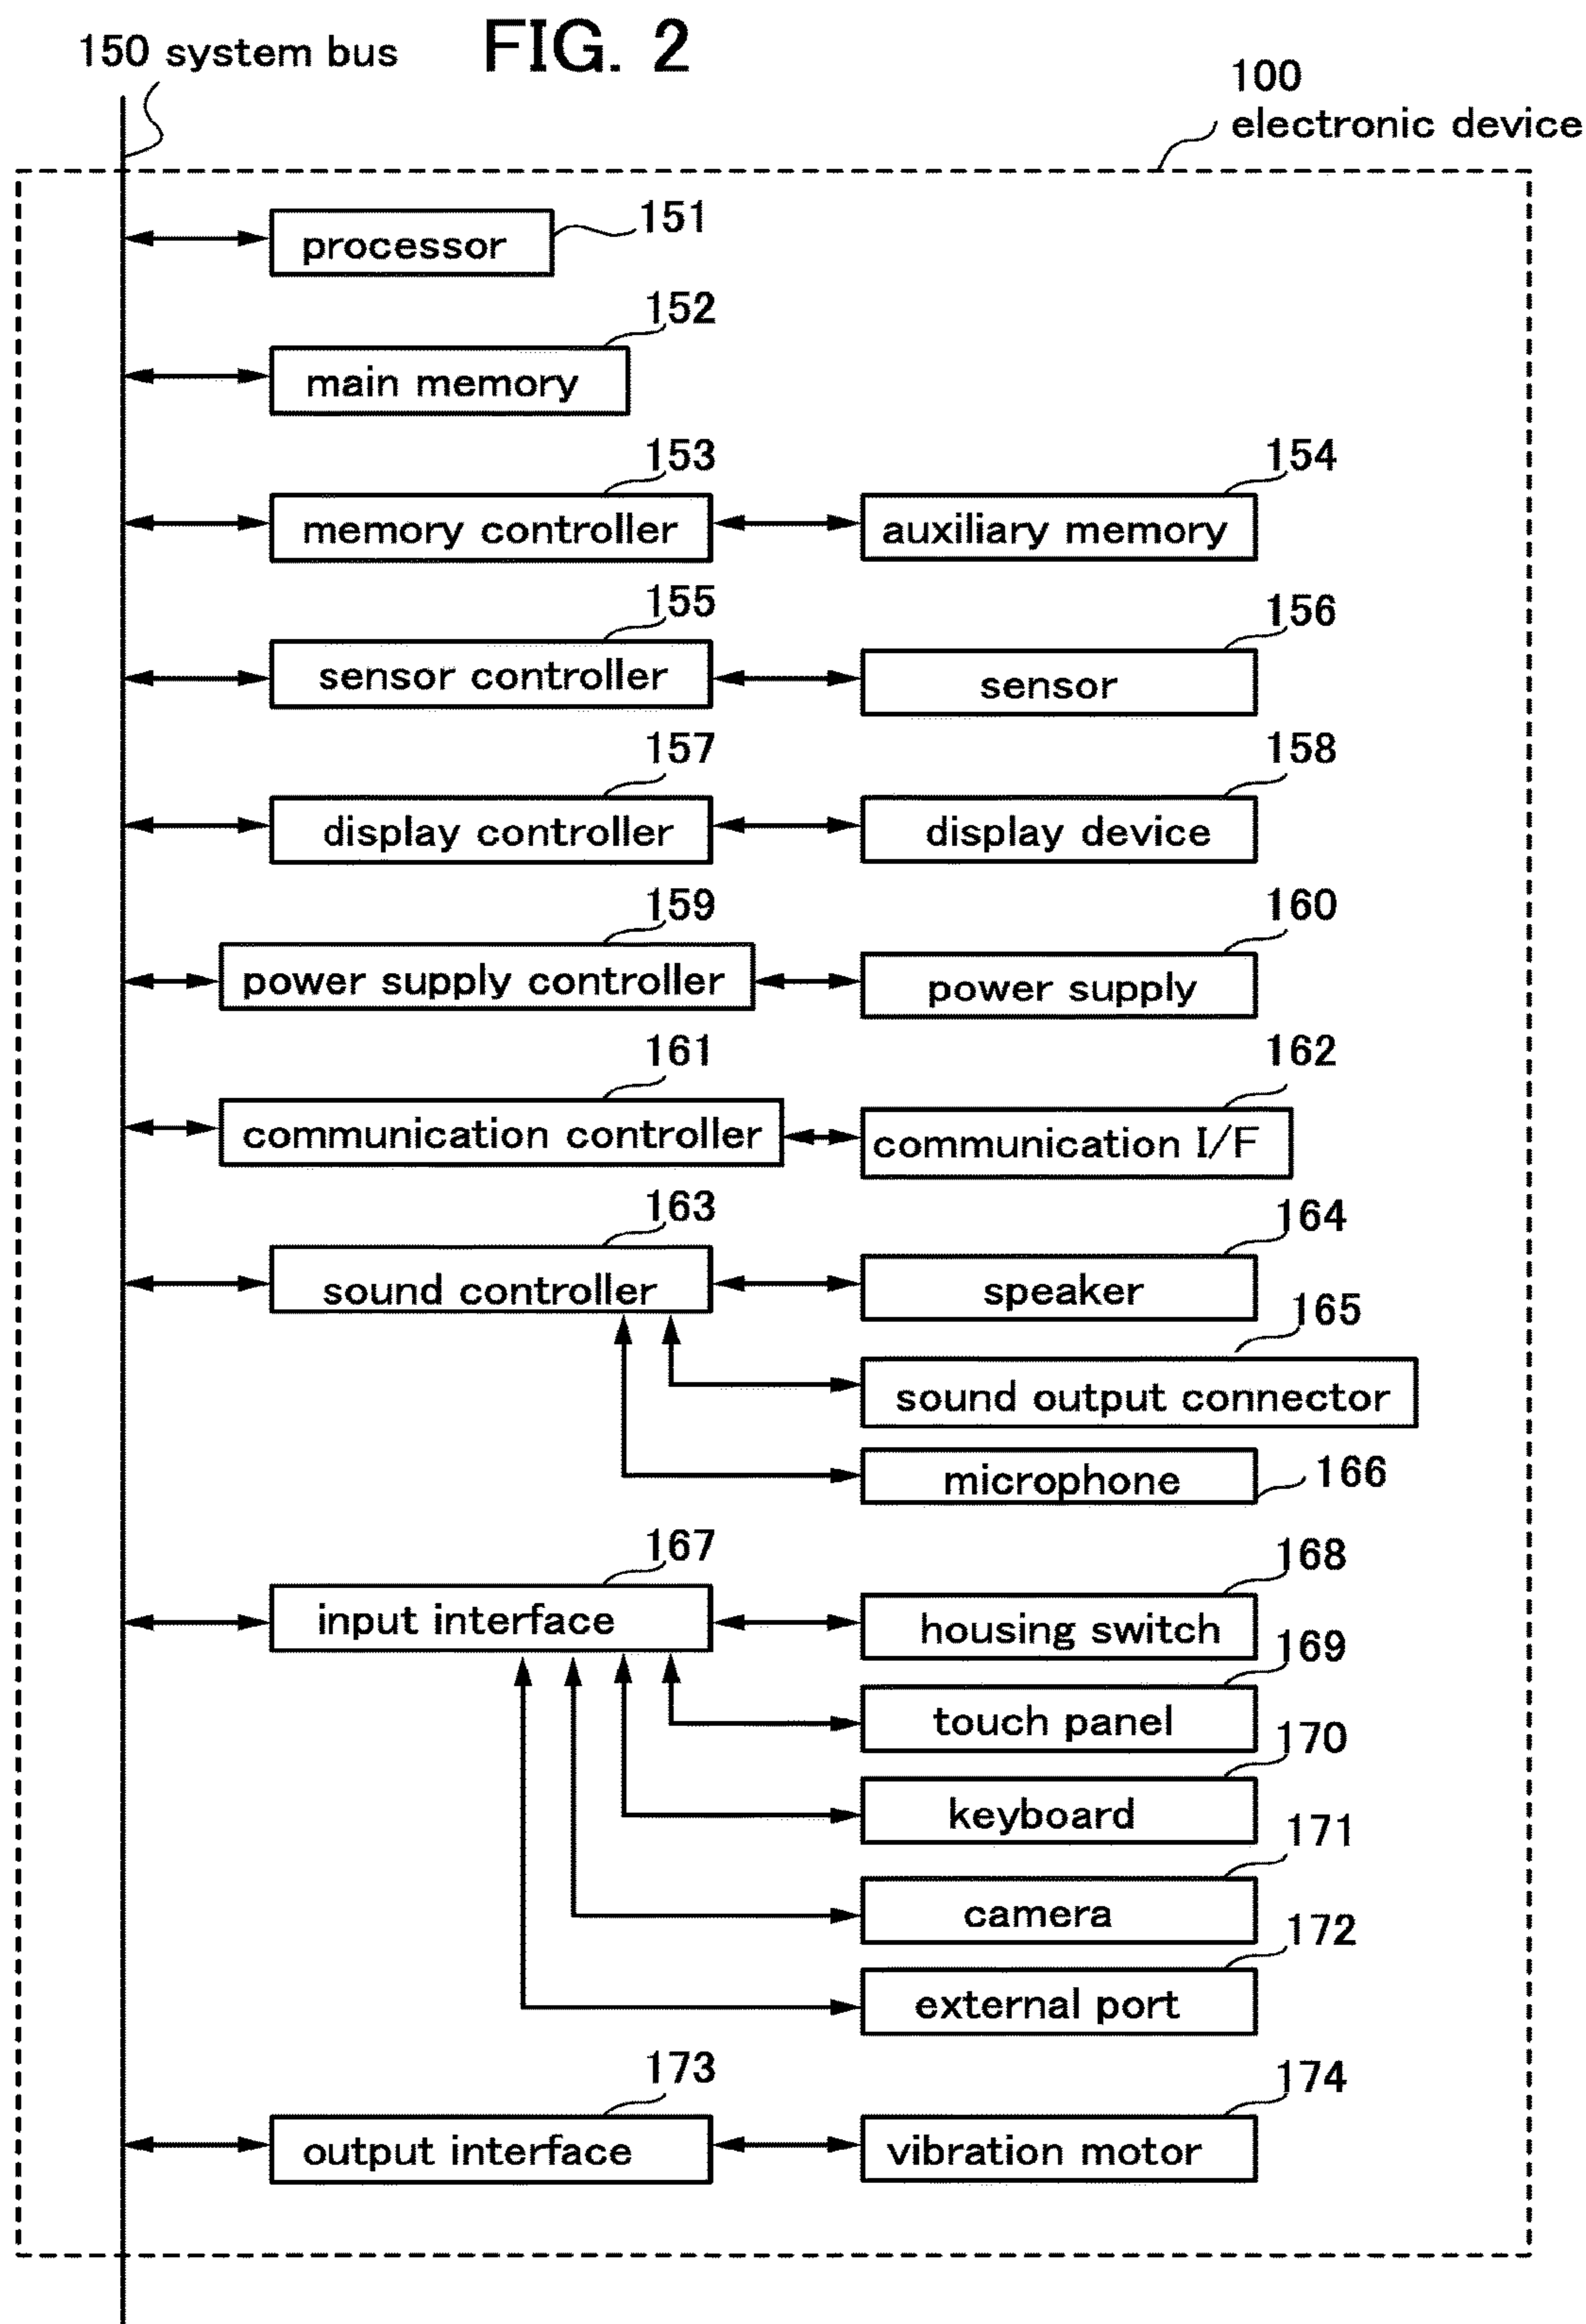 FIG. 2
150 system bus
100
electronic device
processor
151
152
main memory
153
154
memory controller
auxiliary memory
155
156
sensor controller
sensor
157
158
display controller
display device
159
160
power supply controller
power supply
161
162
communication controller
communication I/F
163
164
sound controller
speaker
165
sound output connector
microphone
166
167
168
input interface
housing switch
169
touch panel
170
keyboard
171
camera
172
external port
173
174
output interface
vibration motor